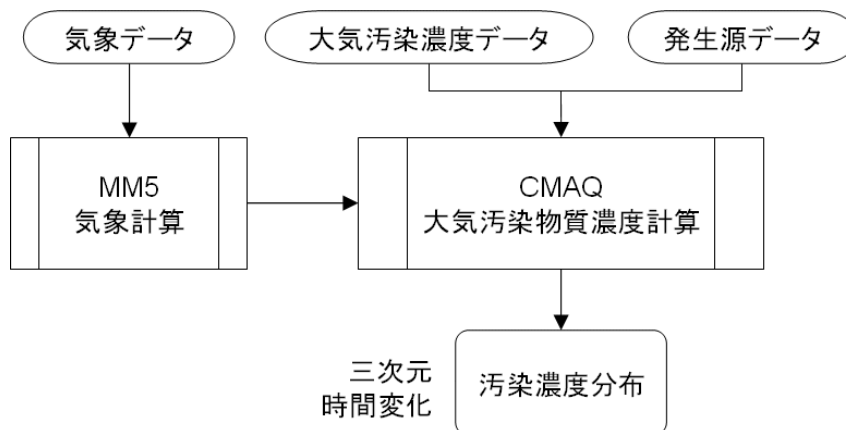 気象データ
大気汚染濃度データ
発生源データ
MM5
気象計算
CMAQ
大気汚染物質濃度計算
三次元
時間変化
汚染濃度分布